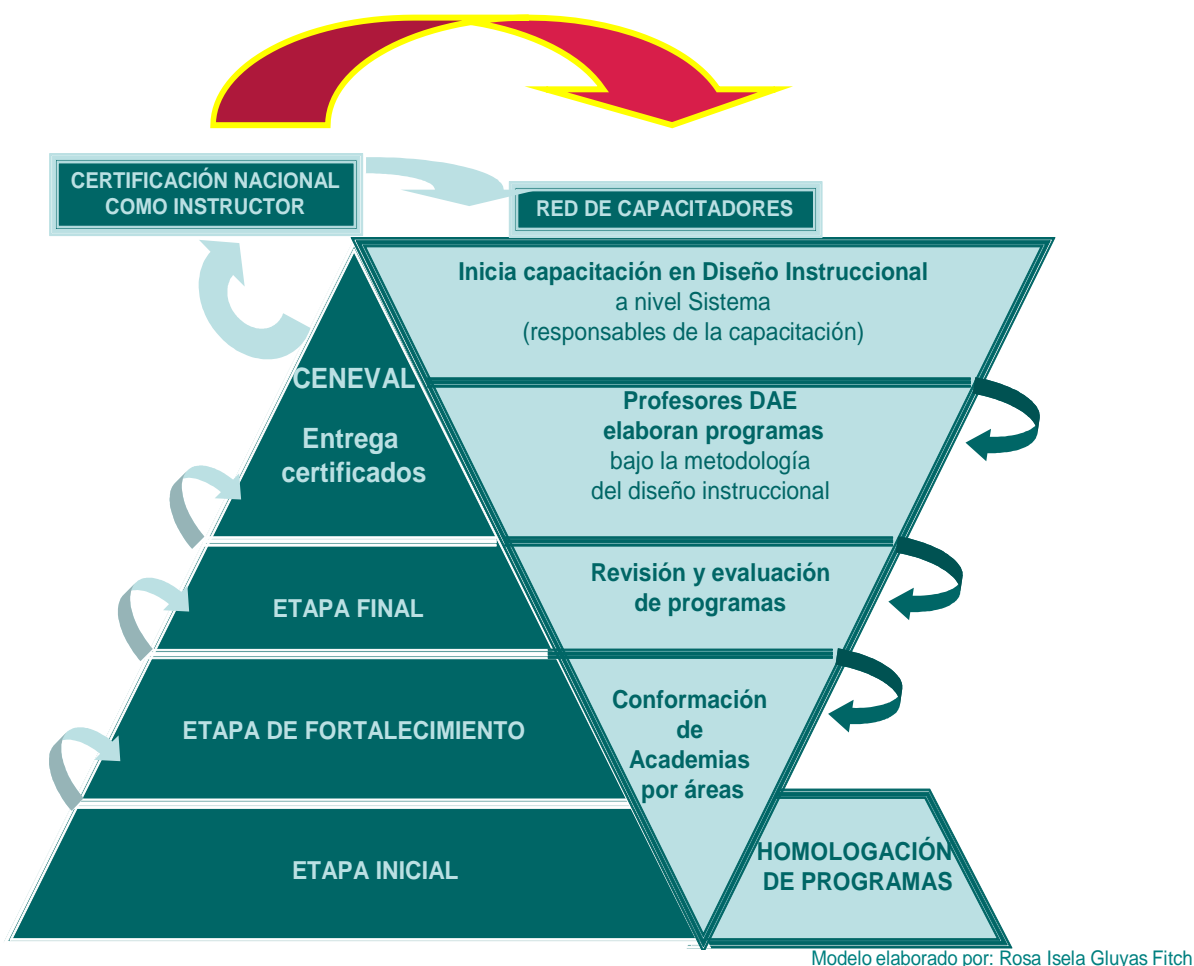 CERTIFICACIÓN NACIONAL
COMO INSTRUCTOR
RED DE CAPACITADORES
Inicia capacitación en Diseño Instruccional
a nivel Sistema
(responsables de la capacitación)
CENEVAL
Entrega
certificados
Profesores DAE
elaboran programas
bajo la metodología
del diseño instruccional
ETAPA FINAL
Revisión y evaluación
de programas
ETAPA DE FORTALECIMIENTO
Conformación
de
Academias
por áreas
ETAPA INICIAL
HOMOLOGACIÓN
DE PROGRAMAS
Modelo elaborado por: Rosa Isela Gluyas Fitch